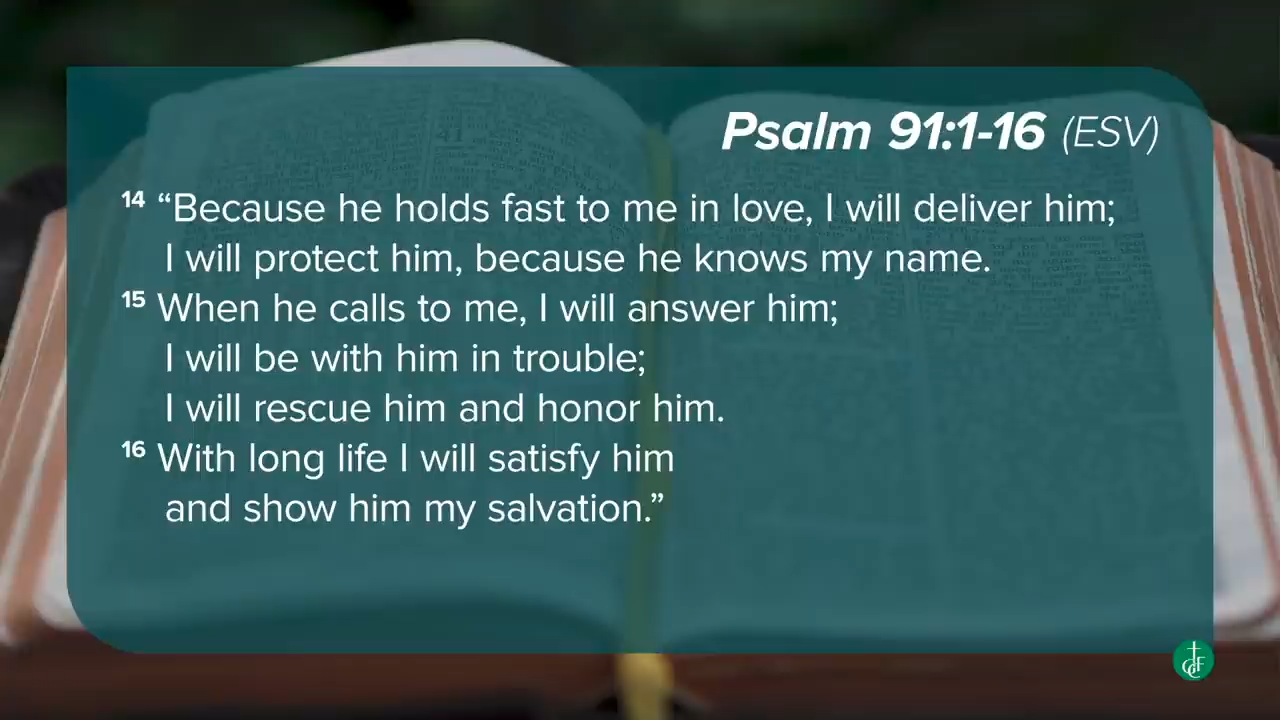 Psalm 91:1-16 (ESV)
14 “Because he holds fast to me in love, I will deliver him;
I will protect him, because he knows my name.
15 When he calls to me, I will answer him;
I will be with him in trouble;
I will rescue him and honor him.
16 With long life I will satisfy him
and show him my salvation.”